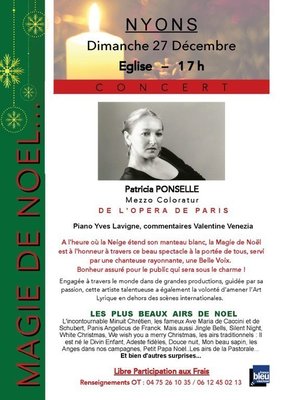 NYONS
Dimanche 27 Décembre
Eglise – 17h
CONCERT
MAGIE DE NOEL...
Patricia PONSELLE
Mezzo Coloratur
DE L'OPERA DE PARIS
Piano Yves Lavigne, commentaires Valentine Venezia
A l'heure où la Neige étend son manteau blanc, la Magie de Noël
est à l'honneur à travers ce beau spectacle à la portée de tous, servi
par une chanteuse rayonnante, une Belle Voix.
Bonheur assuré pour le public qui sera sous le charme !
Engagée à travers le monde dans de grandes productions, guidée par sa
passion, cette artiste talentueuse a également la volonté d'amener l'Art
Lyrique en dehors des scènes internationales.
LES PLUS BEAUX AIRS DE NOEL
L'incontournable Minuit Chrétien, les fameux Ave Maria de Caccini et de
Schubert, Panis Angelicus de Franck. Mais aussi Jingle Bells, Silent Night,
White Christmas, We wish you a merry Christmas, les airs traditionnels : Il
est né le Divin Enfant, Adeste fidèles, Douce nuit, Mon beau sapin, les
Anges dans nos campagnes, Petit Papa Noël, Les airs de la Pastorale...
Et bien d'autres surprises...
Libre Participation aux Frais
Renseignements OT : 04 75 26 10 35 / 06 12 45 02 13
bleu